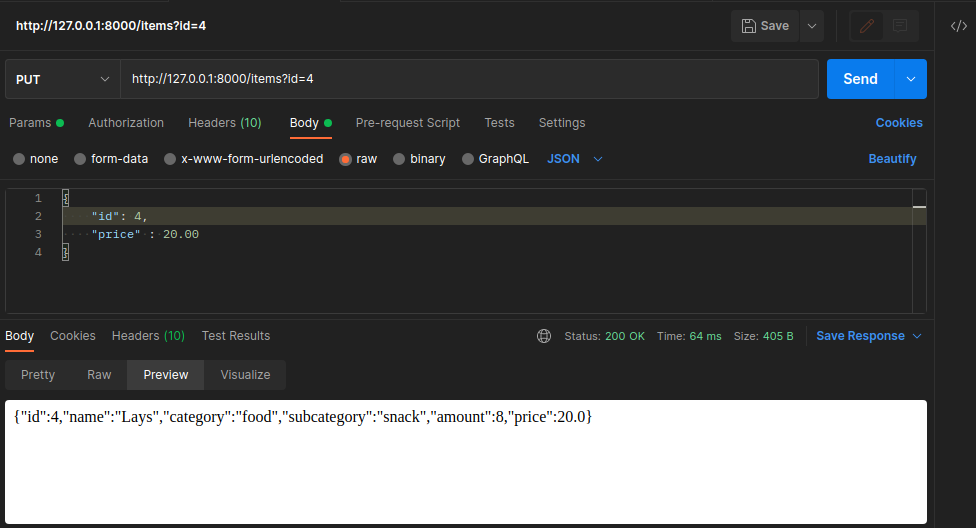 http://127.0.0.1:8000/items?id=4
Save
PUT
http://127.0.0.1:8000/items?id=4
Send
Params
Authorization
Headers (10)
Body
Pre-request Script
Tests
Settings
Cookies
none
form-data
x-www-form-urlencoded
raw
binary
GraphQL
JSON
Beautify
1 {
2 "id": 4,
3 "price" : 20.00
4 }
Body
Cookies
Headers (10)
Test Results
Status: 200 OK
Time: 64 ms
Size: 405 B
Save Response
Pretty
Raw
Preview
Visualize
{"id":4,"name":"Lays","category":"food","subcategory":"snack","amount":8,"price":20.0}